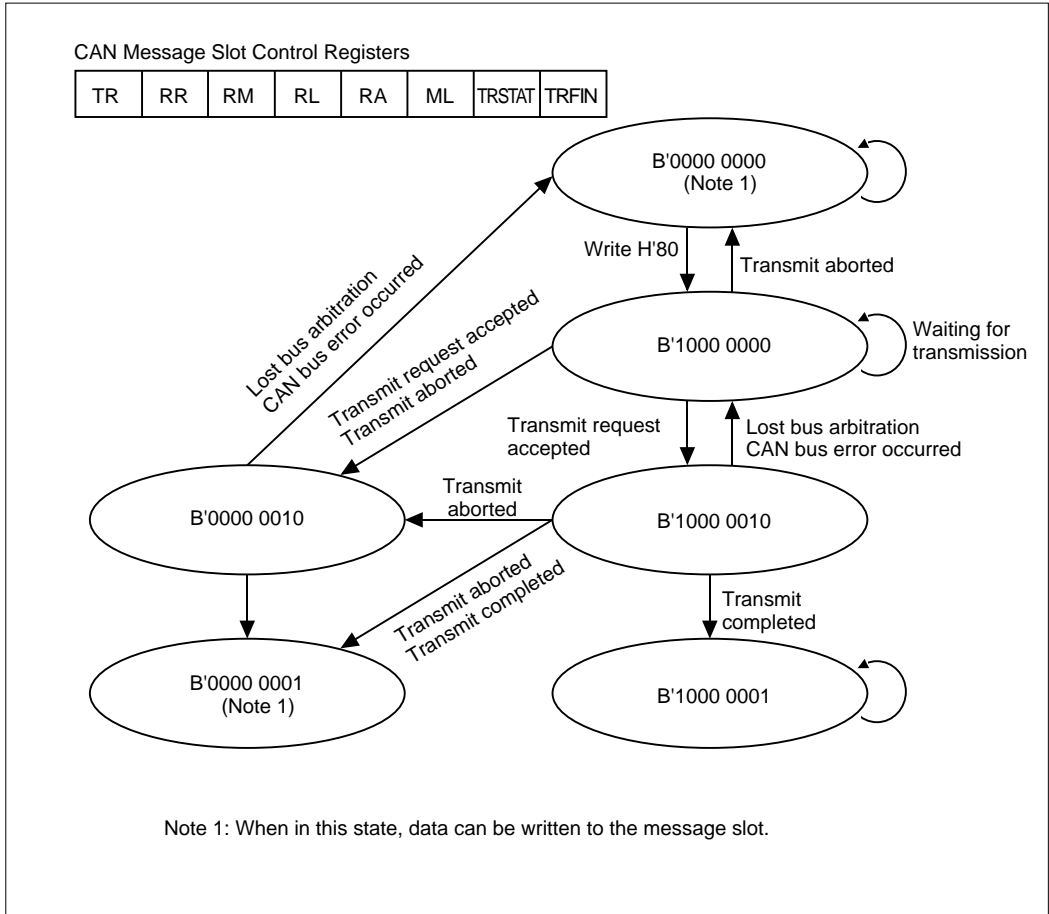 CAN Message Slot Control Registers
TR RR RM RL RA ML TRSTAT TRFIN
B'0000 0000
(Note 1)
Write H'80
Transmit aborted
Lost bus arbitration
CAN bus error occurred
Transmit request accepted
Transmit aborted
B'1000 0000
Waiting for
transmission
Transmit request
accepted
Lost bus arbitration
CAN bus error occurred
B'0000 0010
Transmit
aborted
B'1000 0010
Transmit aborted
Transmit completed
Transmit
completed
B'0000 0001
(Note 1)
B'1000 0001
Note 1: When in this state, data can be written to the message slot.